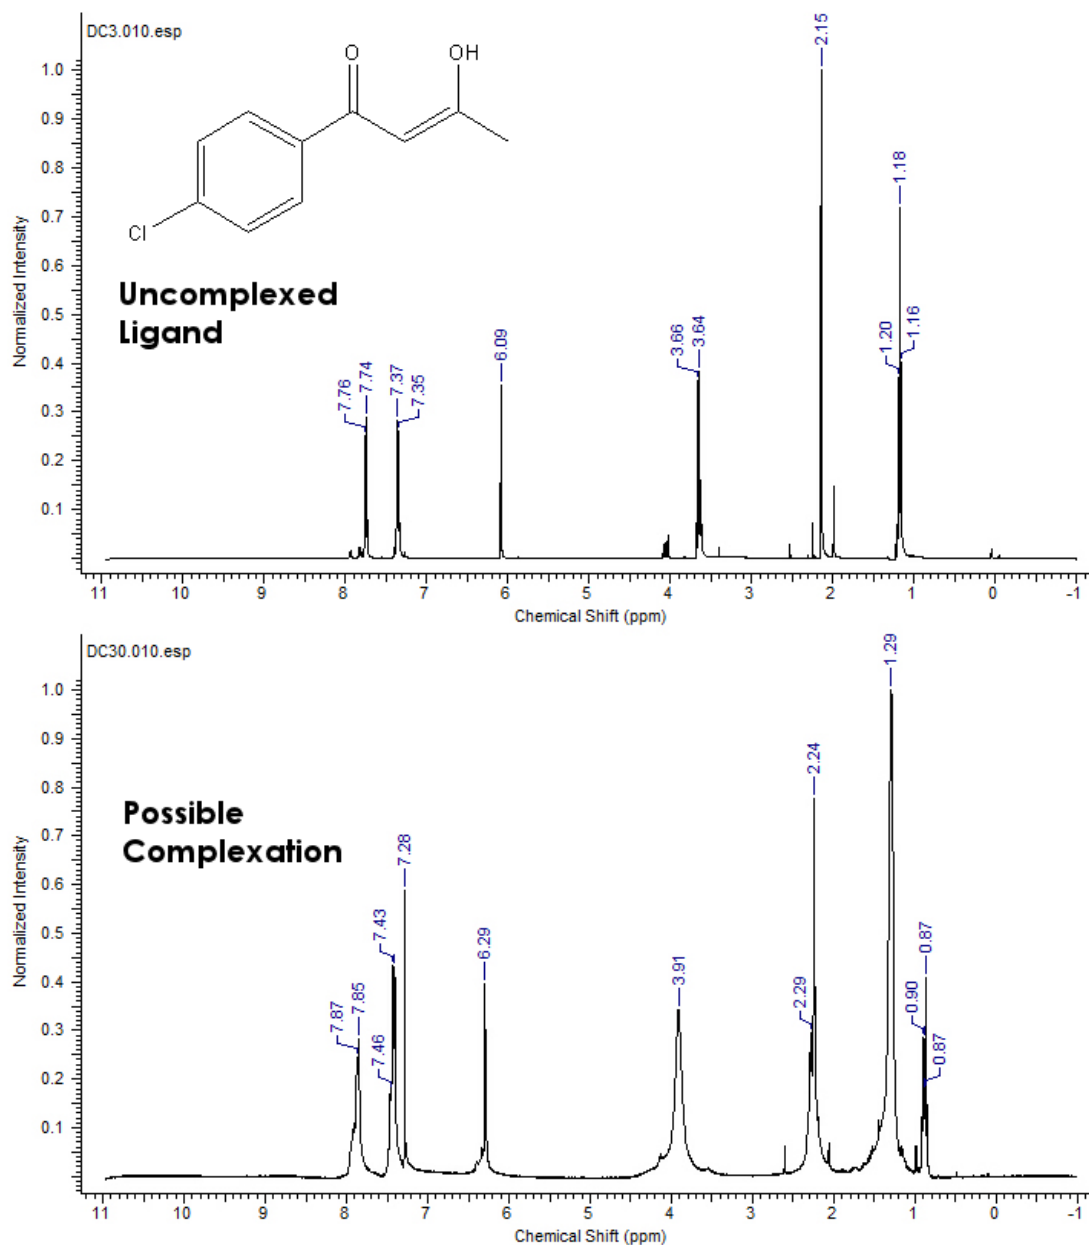 DC3.010.esp
O
OH
Cl
Uncomplexed
Ligand
Normalized Intensity
1.0
0.9
0.8
0.7
0.6
0.5
0.4
0.3
0.2
0.1
7.76
7.74
7.37
7.35
6.09
3.66
3.64
2.15
1.20
1.18
1.16
11 10 9 8 7 6 5 4 3 2 1 0 -1
Chemical Shift (ppm)
DC30.010.esp
Possible
Complexation
Normalized Intensity
1.0
0.9
0.8
0.7
0.6
0.5
0.4
0.3
0.2
0.1
7.87
7.85
7.46
7.43
7.28
6.29
3.91
2.29
2.24
1.29
0.90
0.87
0.87
11 10 9 8 7 6 5 4 3 2 1 0 -1
Chemical Shift (ppm)